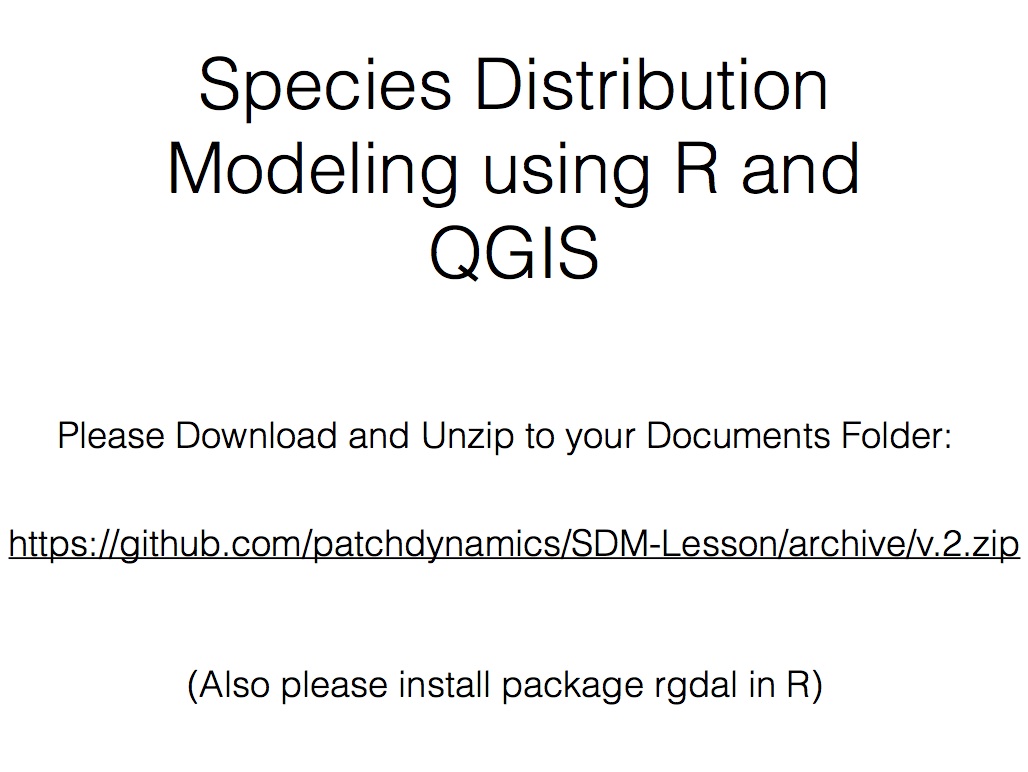 Species Distribution
Modeling using R and
QGIS
Please Download and Unzip to your Documents Folder:
https://github.com/patchdynamics/SDM-Lesson/archive/v.2.zip
(Also please install package rgdal in R)